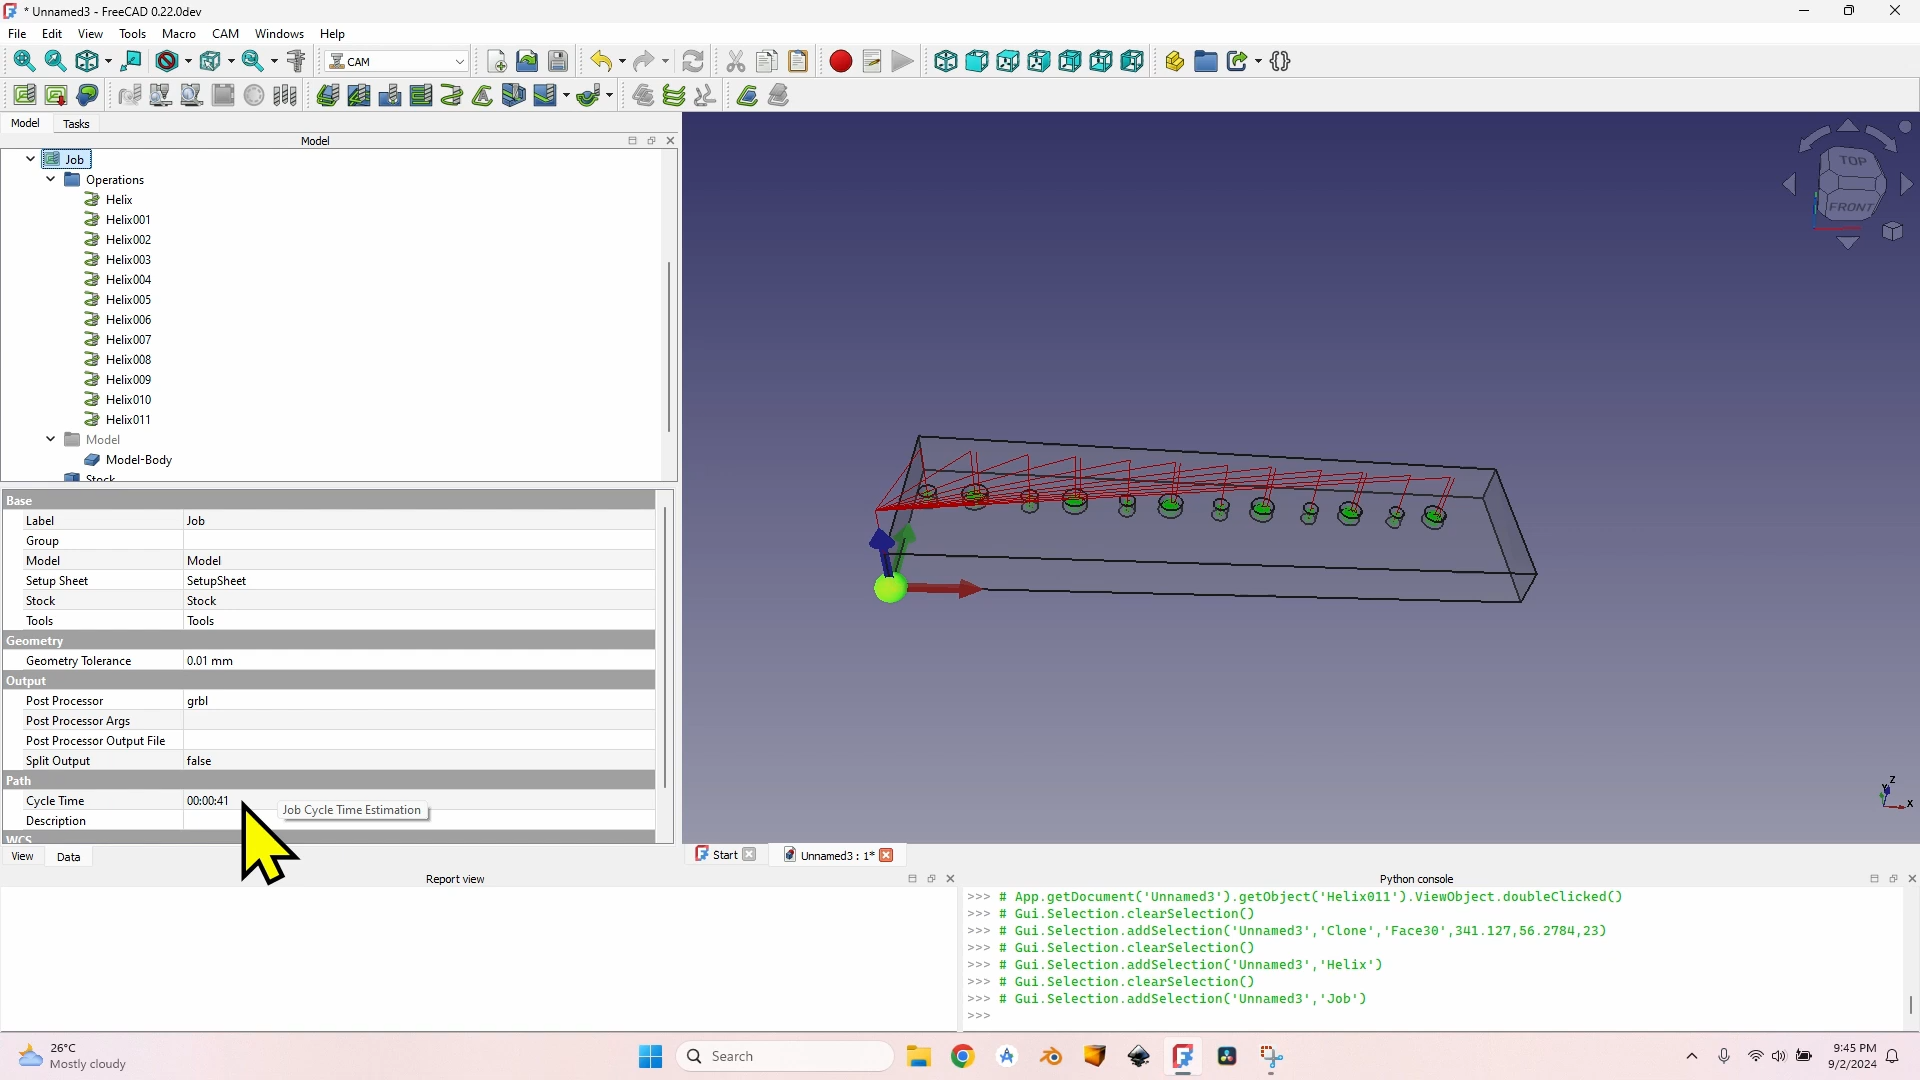 * Unnamed3 - FreeCAD 0.22.0dev
File Edit View Tools Macro CAM Windows Help
CAM
Model Tasks
Model
Job
Operations
Helix
Helix001
Helix002
Helix003
Helix004
Helix005
Helix006
Helix007
Helix008
Helix009
Helix010
Helix011
Model
Model-Body
Stock
Base
Label Job
Group
Model Model
Setup Sheet SetupSheet
Stock Stock
Tools Tools
Geometry
Geometry Tolerance 0.01 mm
Output
Post Processor grbl
Post Processor Args
Post Processor Output File
Split Output false
Path
Cycle Time 00:00:41
Job Cycle Time Estimation
Description
WCS
View Data
TOP
FRONT
Z
Y
X
Start Unnamed3 : 1*
Report view
Python console
>>> # App.getDocument('Unnamed3').getObject('Helix011').ViewObject.doubleClicked()
>>> # Gui.Selection.clearSelection()
>>> # Gui.Selection.addSelection('Unnamed3','Clone','Face30',341.127,56.2784,23)
>>> # Gui.Selection.clearSelection()
>>> # Gui.Selection.addSelection('Unnamed3','Helix')
>>> # Gui.Selection.clearSelection()
>>> # Gui.Selection.addSelection('Unnamed3','Job')
>>>
26°C
Mostly cloudy
Search
9:45 PM
9/2/2024